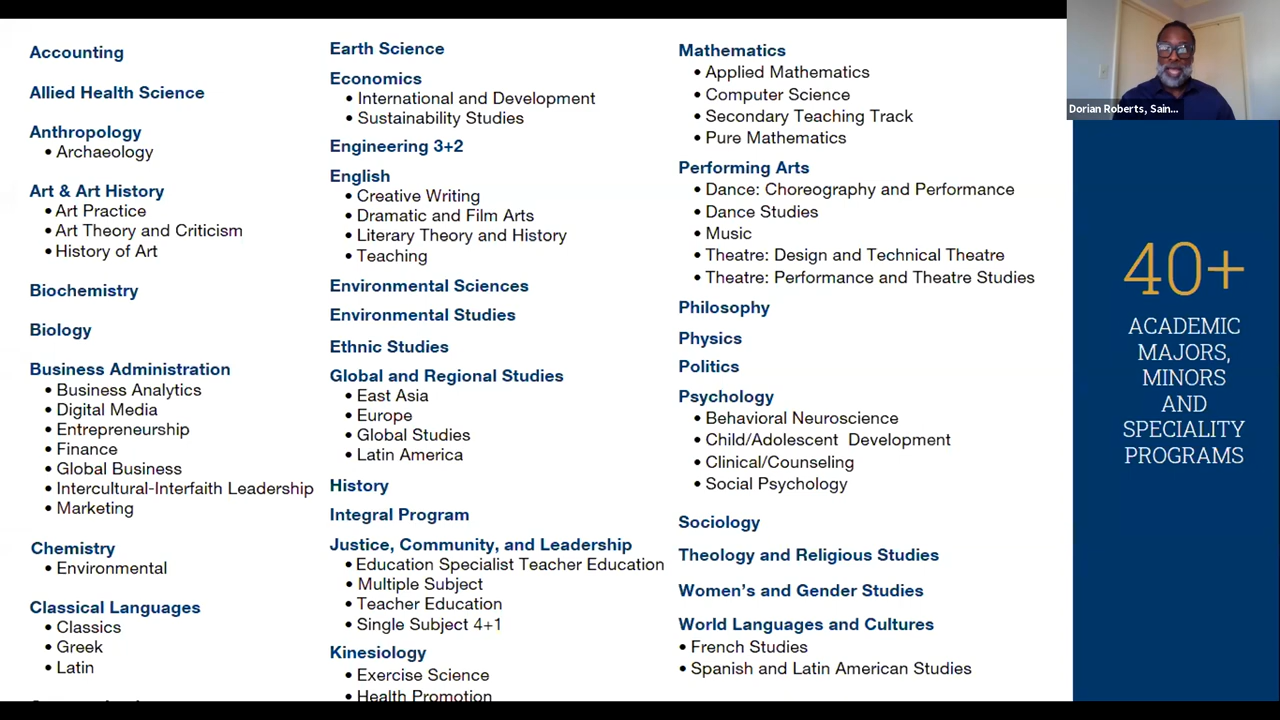 Accounting
Allied Health Science
Anthropology
• Archaeology
Art & Art History
• Art Practice
• Art Theory and Criticism
• History of Art
Biochemistry
Biology
Business Administration
• Business Analytics
• Digital Media
• Entrepreneurship
• Finance
• Global Business
• Intercultural-Interfaith Leadership
• Marketing
Chemistry
• Environmental
Classical Languages
• Classics
• Greek
• Latin
Earth Science
Economics
• International and Development
• Sustainability Studies
Engineering 3+2
English
• Creative Writing
• Dramatic and Film Arts
• Literary Theory and History
• Teaching
Environmental Sciences
Environmental Studies
Ethnic Studies
Global and Regional Studies
• East Asia
• Europe
• Global Studies
• Latin America
History
Integral Program
Justice, Community, and Leadership
• Education Specialist Teacher Education
• Multiple Subject
• Teacher Education
• Single Subject 4+1
Kinesiology
• Exercise Science
• Health Promotion
Mathematics
• Applied Mathematics
• Computer Science
• Secondary Teaching Track
• Pure Mathematics
Performing Arts
• Dance: Choreography and Performance
• Dance Studies
• Music
• Theatre: Design and Technical Theatre
• Theatre: Performance and Theatre Studies
Philosophy
Physics
Politics
Psychology
• Behavioral Neuroscience
• Child/Adolescent Development
• Clinical/Counseling
• Social Psychology
Sociology
Theology and Religious Studies
Women's and Gender Studies
World Languages and Cultures
• French Studies
• Spanish and Latin American Studies
Dorian Roberts, Sain...
40+
ACADEMIC
MAJORS,
MINORS
AND
SPECIALITY
PROGRAMS